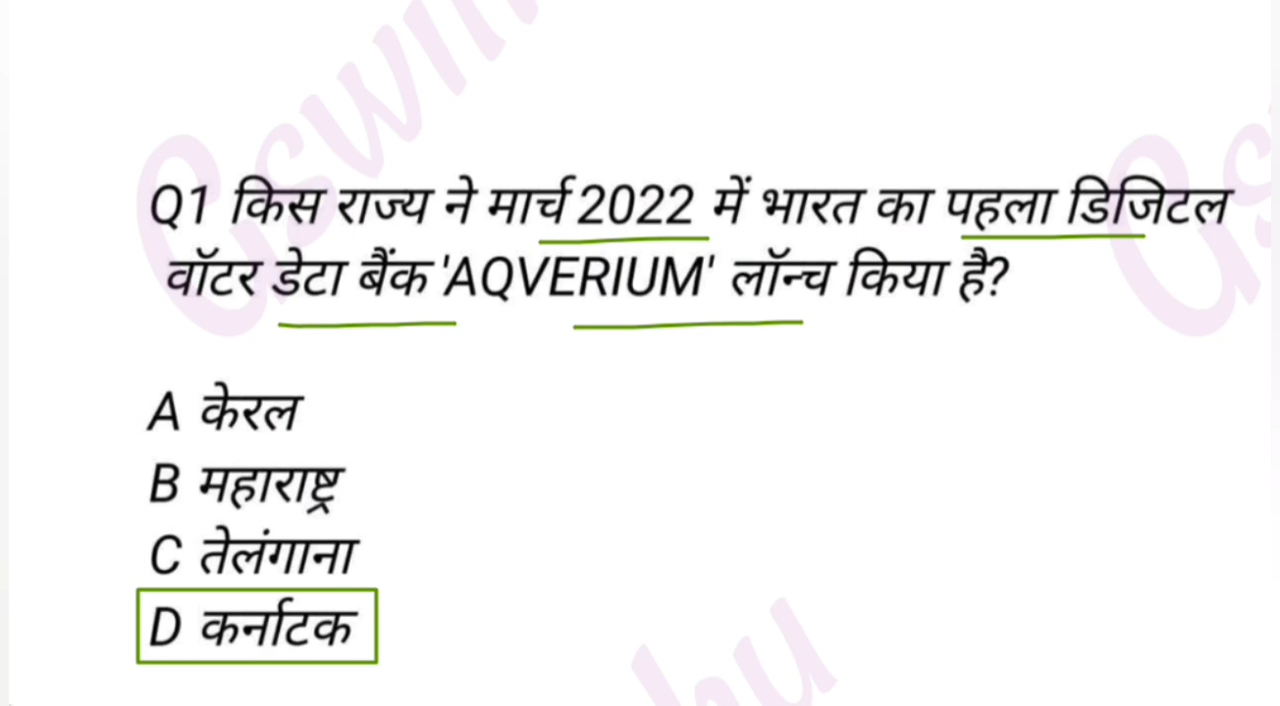 Q1 किस राज्य ने मार्च 2022 में भारत का पहला डिजिटल
वॉटर डेटा बैंक 'AQVERIUM' लॉन्च किया है?
A केरल
B महाराष्ट्र
C तेलंगाना
D कर्नाटक